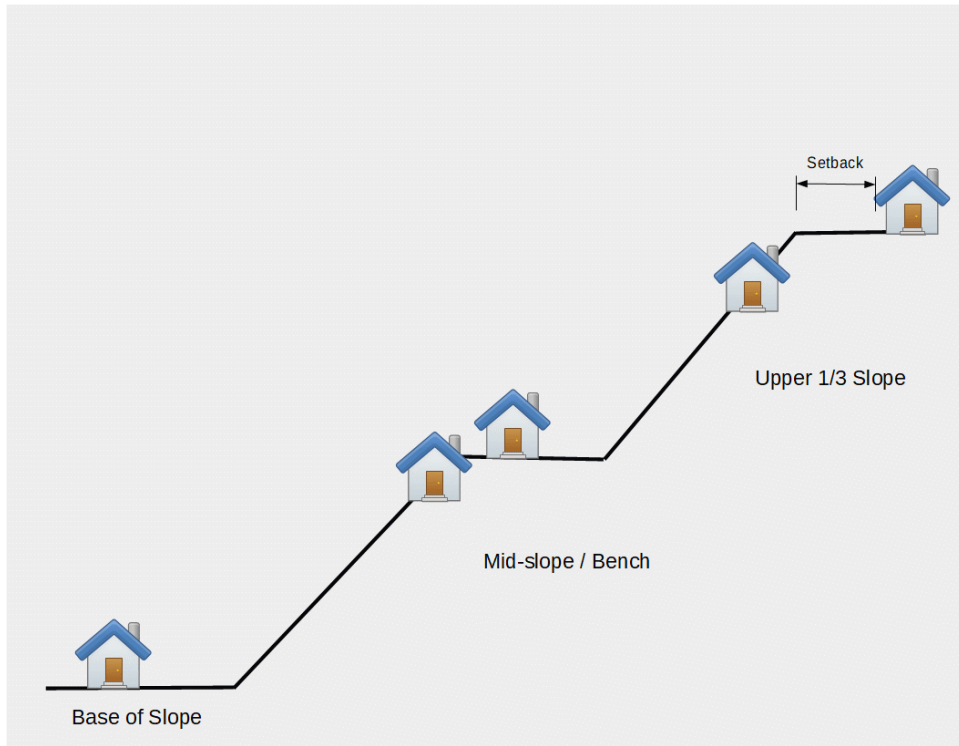 Setback
Upper 1/3 Slope
Mid-slope / Bench
Base of Slope